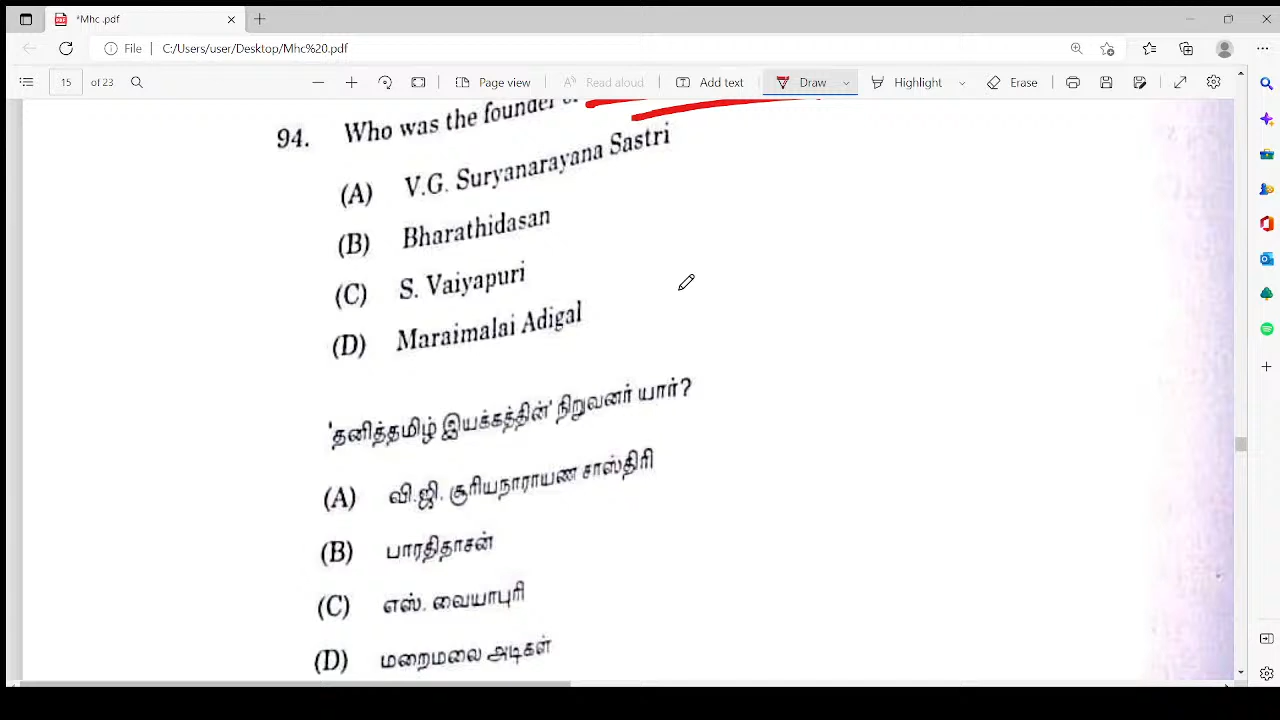 *Mhc .pdf
File
C:/Users/user/Desktop/Mhc%20.pdf
15 of 23
Page view
Read aloud
Add text
Draw
Highlight
Erase
94. Who was the founder
(A) V.G. Suryanarayana Sastri
(B) Bharathidasan
(C) S. Vaiyapuri
(D) Maraimalai Adigal
'தனித்தமிழ் இயக்கத்தின்' நிறுவனர் யார்?
(A) வி.ஜி. சூரியநாராயண சாஸ்திரி
(B) பாரதிதாசன்
(C) எஸ். வையாபுரி
(D) மறைமலை அடிகள்